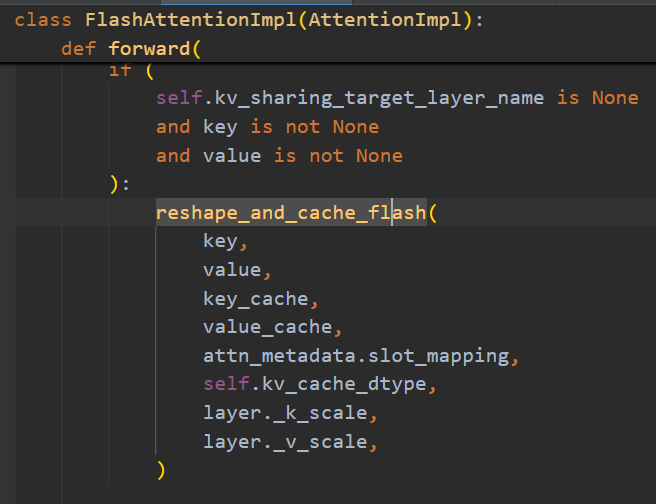 class FlashAttentionImpl(AttentionImpl):
def forward(
if (
self.kv_sharing_target_layer_name is None
and key is not None
and value is not None
):
reshape_and_cache_flash(
key,
value,
key_cache,
value_cache,
attn_metadata.slot_mapping,
self.kv_cache_dtype,
layer._k_scale,
layer._v_scale,
)